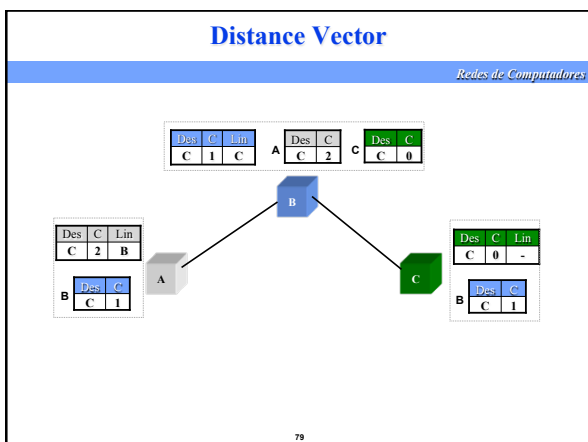 Distance Vector
Redes de Computadores
Des C Lin
C 1 C
A
Des C
C 2
C
Des C
C 0
B
Des C Lin
C 2 B
B
Des C
C 1
A
C
Des C Lin
C 0 -
B
Des C
C 1
79